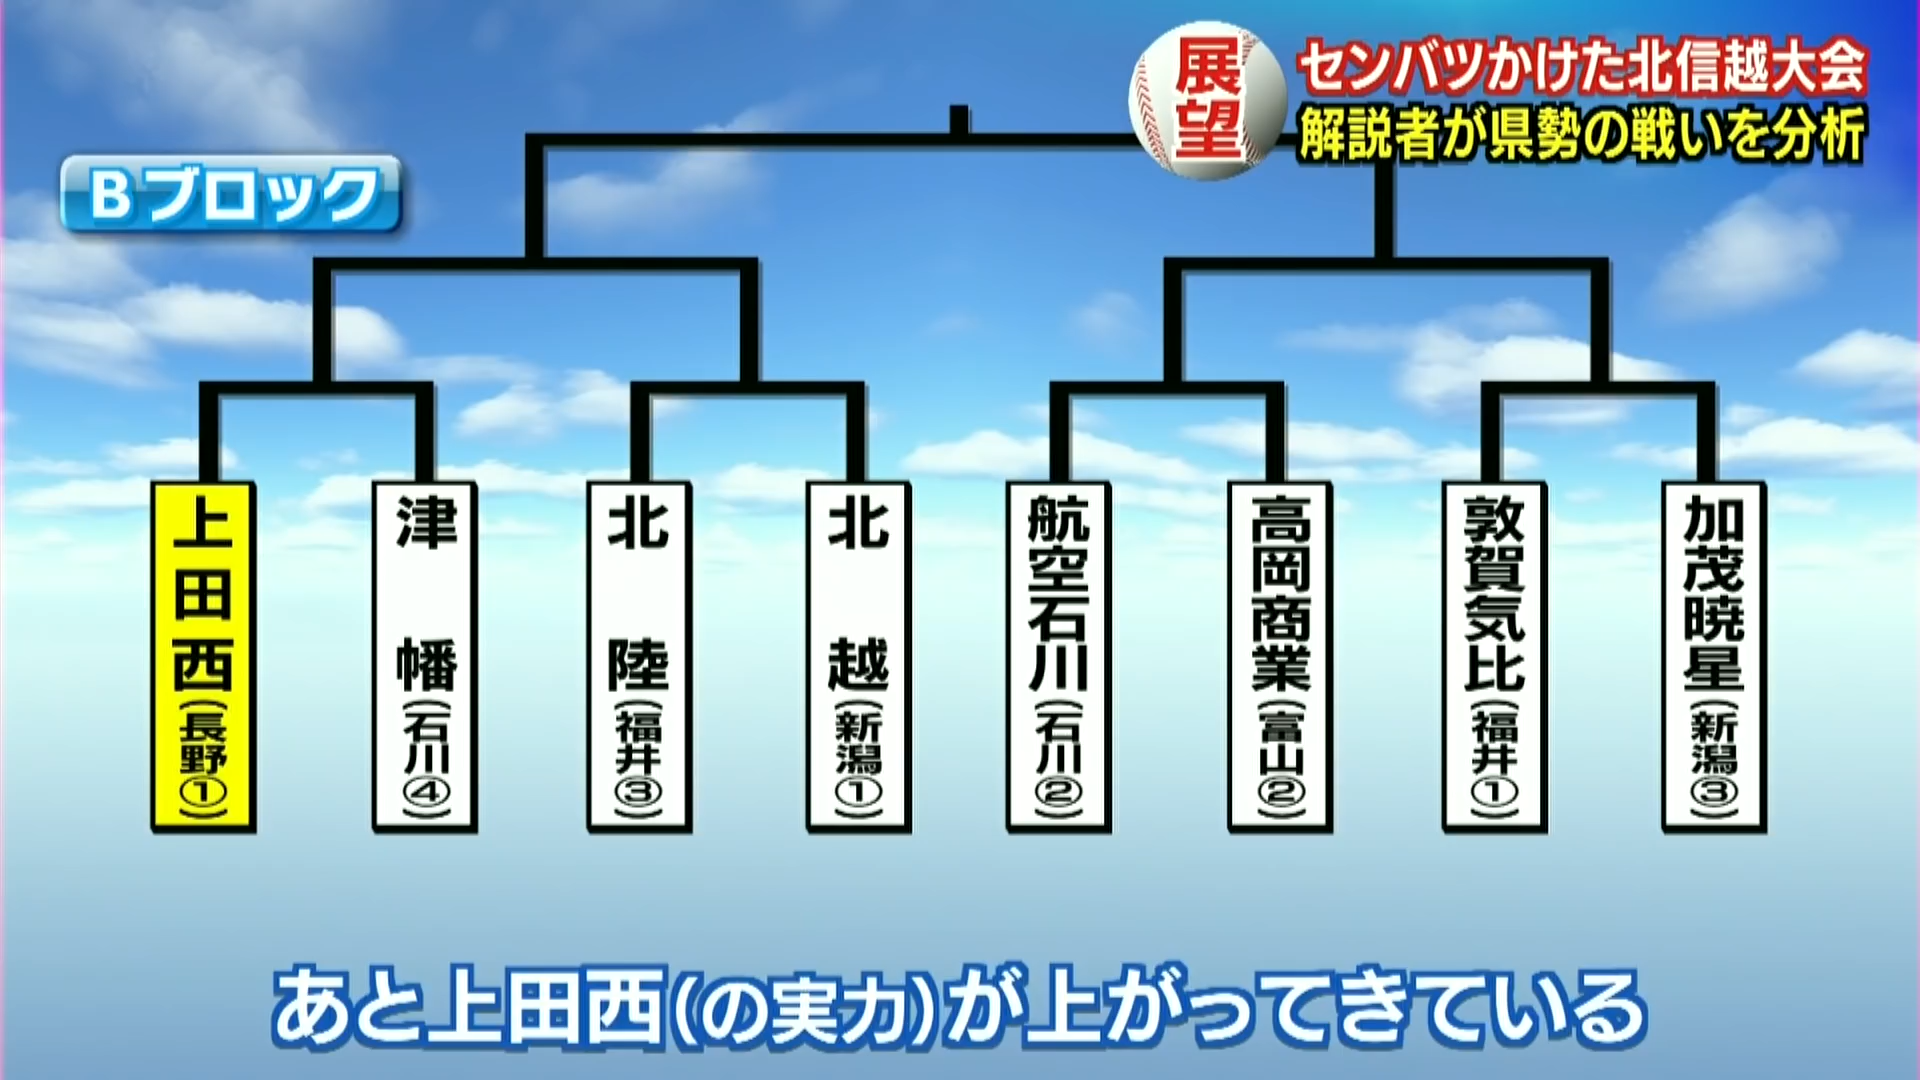 展望
センバツかけた北信越大会
解説者が県勢の戦いを分析
Bブロック
上田西(長野①)
津幡(石川④)
北陸(福井③)
北越(新潟①)
航空石川(石川②)
高岡商業(富山②)
敦賀気比(福井①)
加茂暁星(新潟③)
あと上田西(の実力)が上がってきている